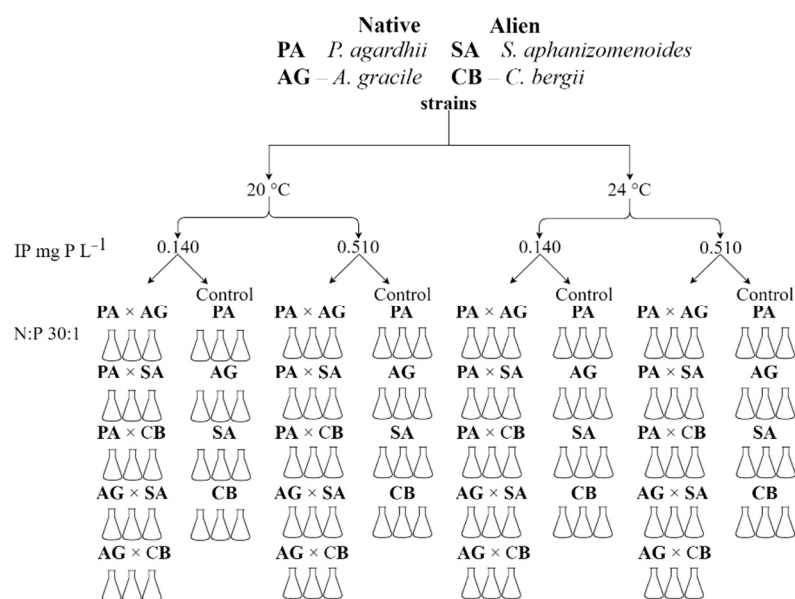 Native Alien
PA P. agardhii SA S. aphanizomenoides
AG – A. gracile CB – C. bergii
strains
20 °C 24 °C
IP mg P L⁻¹ 0.140 0.510 0.140 0.510
Control Control Control Control
PA × AG PA PA × AG PA PA × AG PA PA × AG PA
N:P 30:1
PA × SA AG PA × SA AG PA × SA AG PA × SA AG
PA × CB SA PA × CB SA PA × CB SA PA × CB SA
AG × SA CB AG × SA CB AG × SA CB AG × SA CB
AG × CB AG × CB AG × CB AG × CB